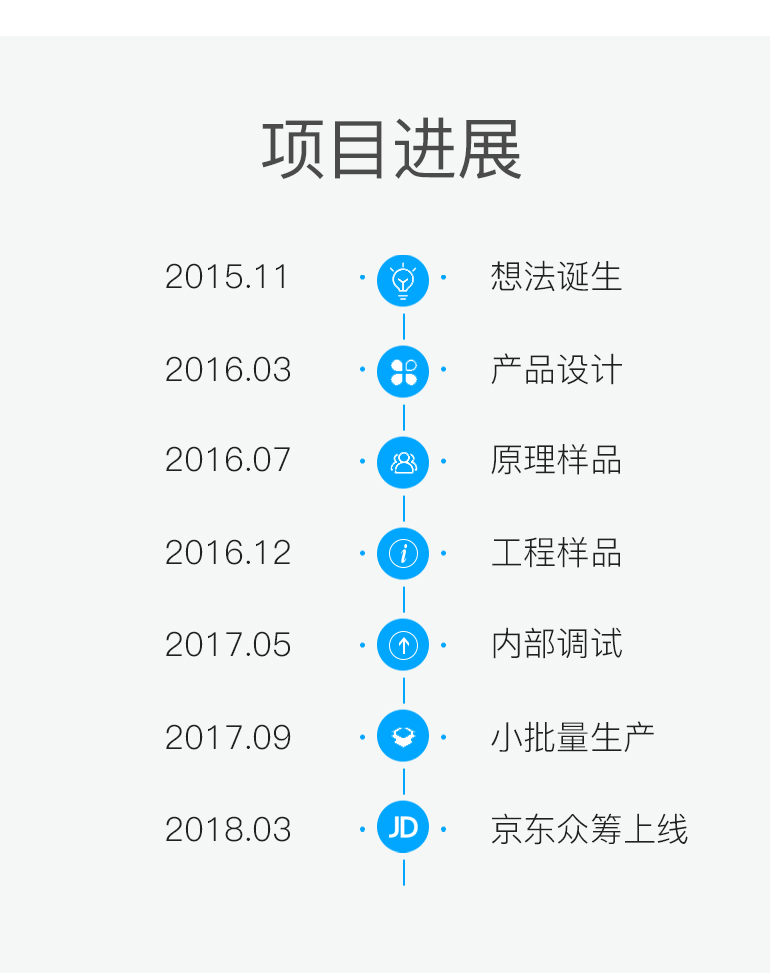 项目进展
2015.11 想法诞生
2016.03 产品设计
2016.07 原理样品
2016.12 i 工程样品
2017.05 内部调试
2017.09 小批量生产
2018.03 JD 京东众筹上线